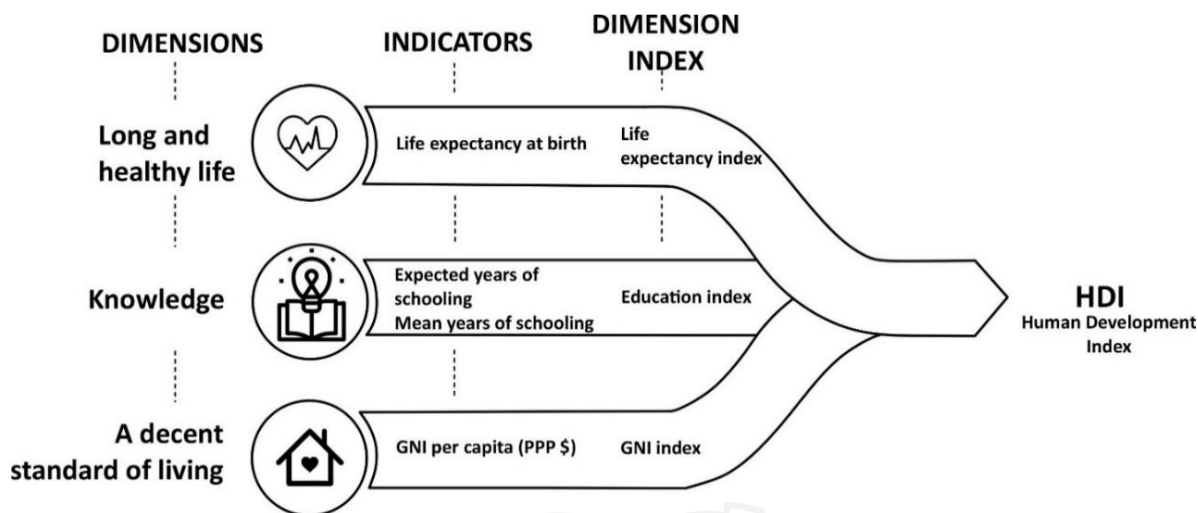 DIMENSIONS
INDICATORS
DIMENSION
INDEX
Long and
healthy life
Life expectancy at birth
Life
expectancy index
Knowledge
Expected years of
schooling
Mean years of schooling
Education index
HDI
Human Development
Index
A decent
standard of living
GNI per capita (PPP $)
GNI index